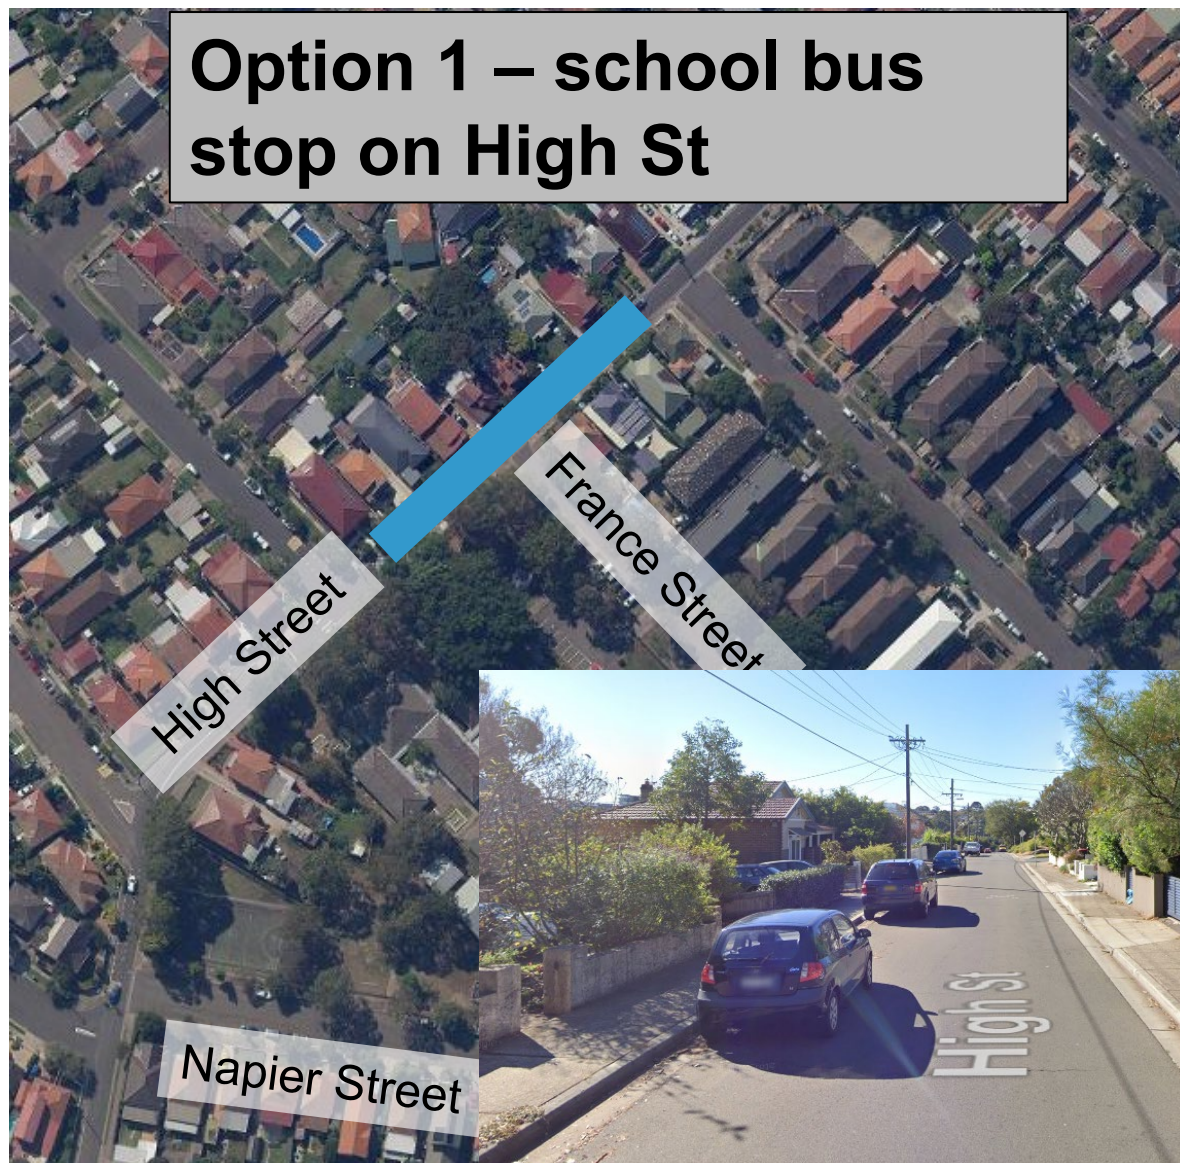 Option 1 – school bus
stop on High St
France Street
High Street
High St
Napier Street